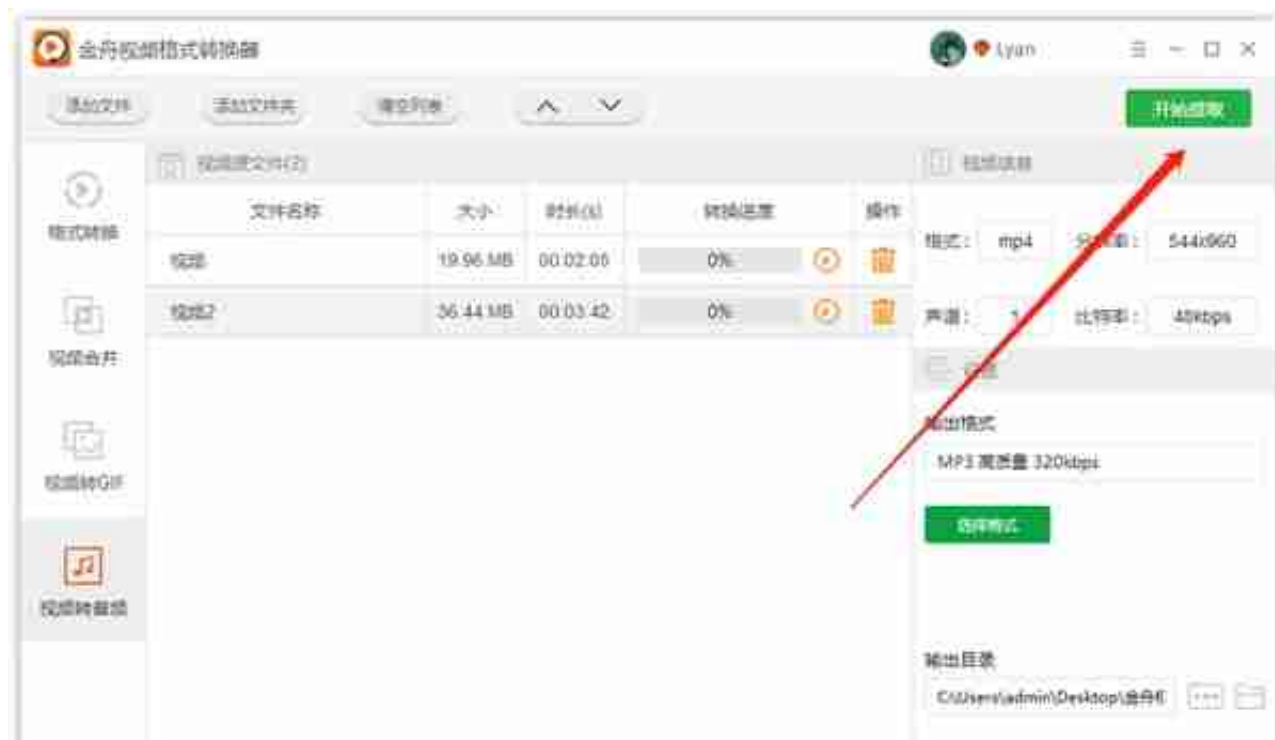 金舟视频格式转换器
Lyan
添加文件 添加文件夹 清空列表
开始提取
视频源文件(2)
视频信息
文件名称 大小 时长(s) 转换进度 操作
视频 19.96 MB 00:02:05 0%
视频2 36.44 MB 00:03:42 0%
格式转换
视频合并
视频转GIF
视频转音频
格式: mp4 分辨率: 544x960
声道: 1 比特率: 48kbps
设置
输出格式
MP3 高质量 320kbps
选择格式
输出目录
C:\Users\admin\Desktop\金舟